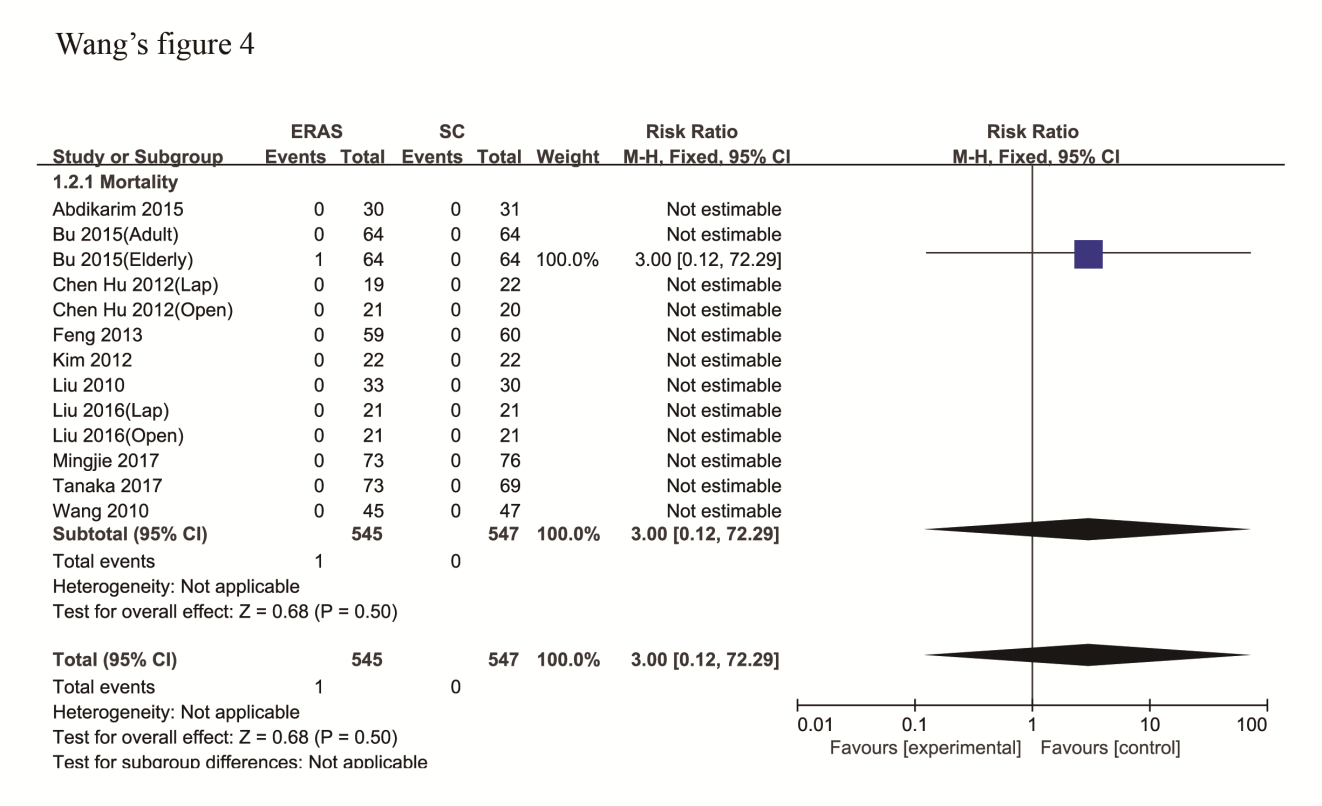 Wang’s figure 4
ERAS SC Risk Ratio Risk Ratio
Study or Subgroup Events Total Events Total Weight M-H, Fixed, 95% CI M-H, Fixed, 95% CI
1.2.1 Mortality
Abdikarim 2015 0 30 0 31 Not estimable
Bu 2015(Adult) 0 64 0 64 Not estimable
Bu 2015(Elderly) 1 64 0 64 100.0% 3.00 [0.12, 72.29]
Chen Hu 2012(Lap) 0 19 0 22 Not estimable
Chen Hu 2012(Open) 0 21 0 20 Not estimable
Feng 2013 0 59 0 60 Not estimable
Kim 2012 0 22 0 22 Not estimable
Liu 2010 0 33 0 30 Not estimable
Liu 2016(Lap) 0 21 0 21 Not estimable
Liu 2016(Open) 0 21 0 21 Not estimable
Mingjie 2017 0 73 0 76 Not estimable
Tanaka 2017 0 73 0 69 Not estimable
Wang 2010 0 45 0 47 Not estimable
Subtotal (95% CI) 545 547 100.0% 3.00 [0.12, 72.29]
Total events 1 0
Heterogeneity: Not applicable
Test for overall effect: Z = 0.68 (P = 0.50)
Total (95% CI) 545 547 100.0% 3.00 [0.12, 72.29]
Total events 1 0
Heterogeneity: Not applicable
Test for overall effect: Z = 0.68 (P = 0.50)
Test for subgroup differences: Not applicable
0.01 0.1 1 10 100
Favours [experimental] Favours [control]